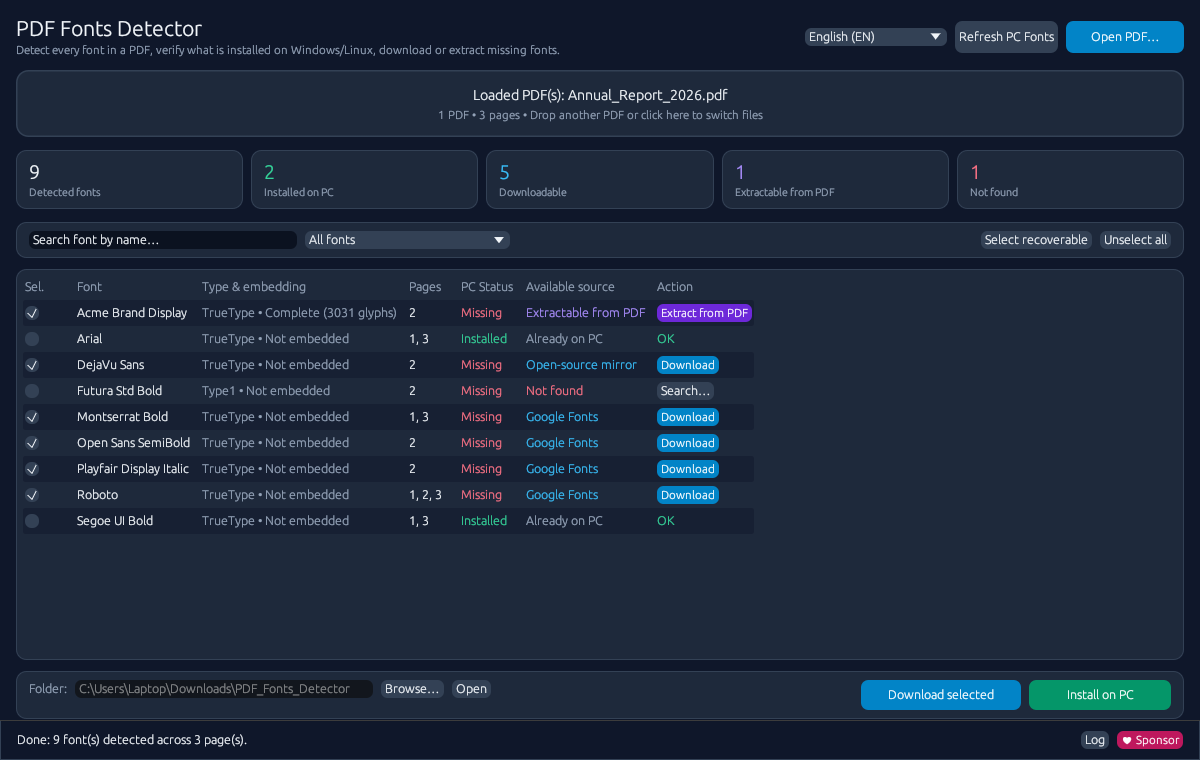 PDF Fonts Detector
Detect every font in a PDF, verify what is installed on Windows/Linux, download or extract missing fonts.
English (EN)
Refresh PC Fonts
Open PDF...
Loaded PDF(s): Annual_Report_2026.pdf
1 PDF • 3 pages • Drop another PDF or click here to switch files
9
Detected fonts
2
Installed on PC
5
Downloadable
1
Extractable from PDF
1
Not found
Search font by name...
All fonts
Select recoverable
Unselect all
Sel. Font Type & embedding Pages PC Status Available source Action
Acme Brand Display TrueType • Complete (3031 glyphs) 2 Missing Extractable from PDF Extract from PDF
Arial TrueType • Not embedded 1, 3 Installed Already on PC OK
DejaVu Sans TrueType • Not embedded 2 Missing Open-source mirror Download
Futura Std Bold Type1 • Not embedded 2 Missing Not found Search...
Montserrat Bold TrueType • Not embedded 1, 3 Missing Google Fonts Download
Open Sans SemiBold TrueType • Not embedded 2 Missing Google Fonts Download
Playfair Display Italic TrueType • Not embedded 2 Missing Google Fonts Download
Roboto TrueType • Not embedded 1, 2, 3 Missing Google Fonts Download
Segoe UI Bold TrueType • Not embedded 1, 3 Installed Already on PC OK
Folder: C:\Users\Laptop\Downloads\PDF_Fonts_Detector Browse... Open
Download selected
Install on PC
Done: 9 font(s) detected across 3 page(s).
Log
Sponsor